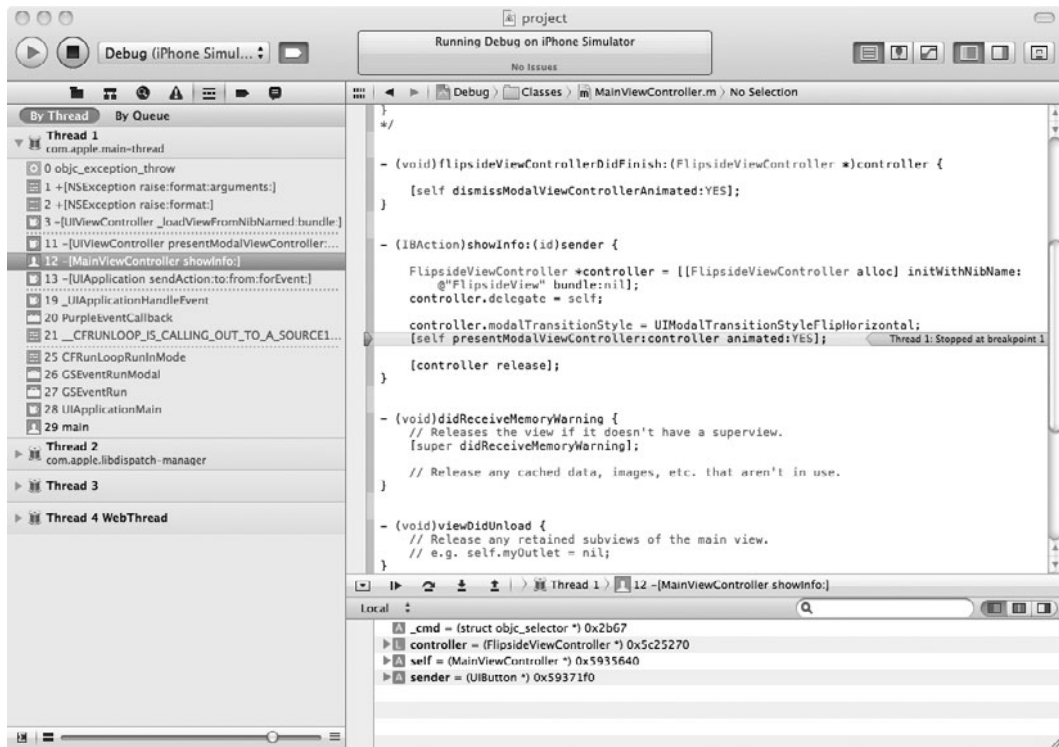 project
Debug (iPhone Simul...
Running Debug on iPhone Simulator
No Issues
By Thread By Queue
Thread 1
com.apple.main-thread
0 objc_exception_throw
1 +[NSException raise:format:arguments:]
2 +[NSException raise:format:]
3 -[UIViewController _loadViewFromNibNamed:bundle:]
11 -[UIViewController presentModalViewController:...
12 -[MainViewController showInfo:]
13 -[UIApplication sendAction:to:from:forEvent:]
19 _UIApplicationHandleEvent
20 PurpleEventCallback
21 __CFRUNLOOP_IS_CALLING_OUT_TO_A_SOURCE1...
25 CFRunLoopRunInMode
26 GSEventRunModal
27 GSEventRun
28 UIApplicationMain
29 main
Thread 2
com.apple.libdispatch-manager
Thread 3
Thread 4 WebThread
Debug Classes m MainViewController.m No Selection
}
*/
- (void)flipsideViewControllerDidFinish:(FlipsideViewController *)controller {
[self dismissModalViewControllerAnimated:YES];
}
- (IBAction)showInfo:(id)sender {
FlipsideViewController *controller = [[FlipsideViewController alloc] initWithNibName:
@"FlipsideView" bundle:nil];
controller.delegate = self;
controller.modalTransitionStyle = UIModalTransitionStyleFlipHorizontal;
[self presentModalViewController:controller animated:YES]; Thread 1: Stopped at breakpoint 1
[controller release];
}
- (void)didReceiveMemoryWarning {
// Releases the view if it doesn't have a superview.
[super didReceiveMemoryWarning];
// Release any cached data, images, etc. that aren't in use.
}
- (void)viewDidUnload {
// Release any retained subviews of the main view.
// e.g. self.myOutlet = nil;
}
Thread 1 12 -[MainViewController showInfo:]
Local
A _cmd = (struct objc_selector *) 0x2b67
L controller = (FlipsideViewController *) 0x5c25270
A self = (MainViewController *) 0x5935640
A sender = (UIButton *) 0x59371f0